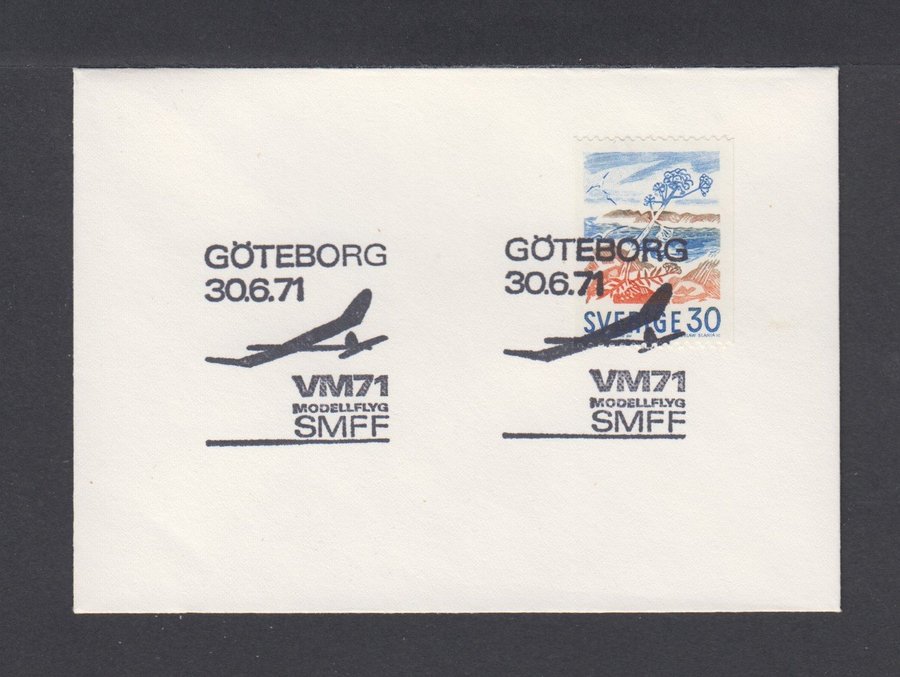 GÖTEBORG
30.6.71
VM71
MODELLFLYG
SMFF
GÖTEBORG
30.6.71
SVERIGE 30
VM71
MODELLFLYG
SMFF